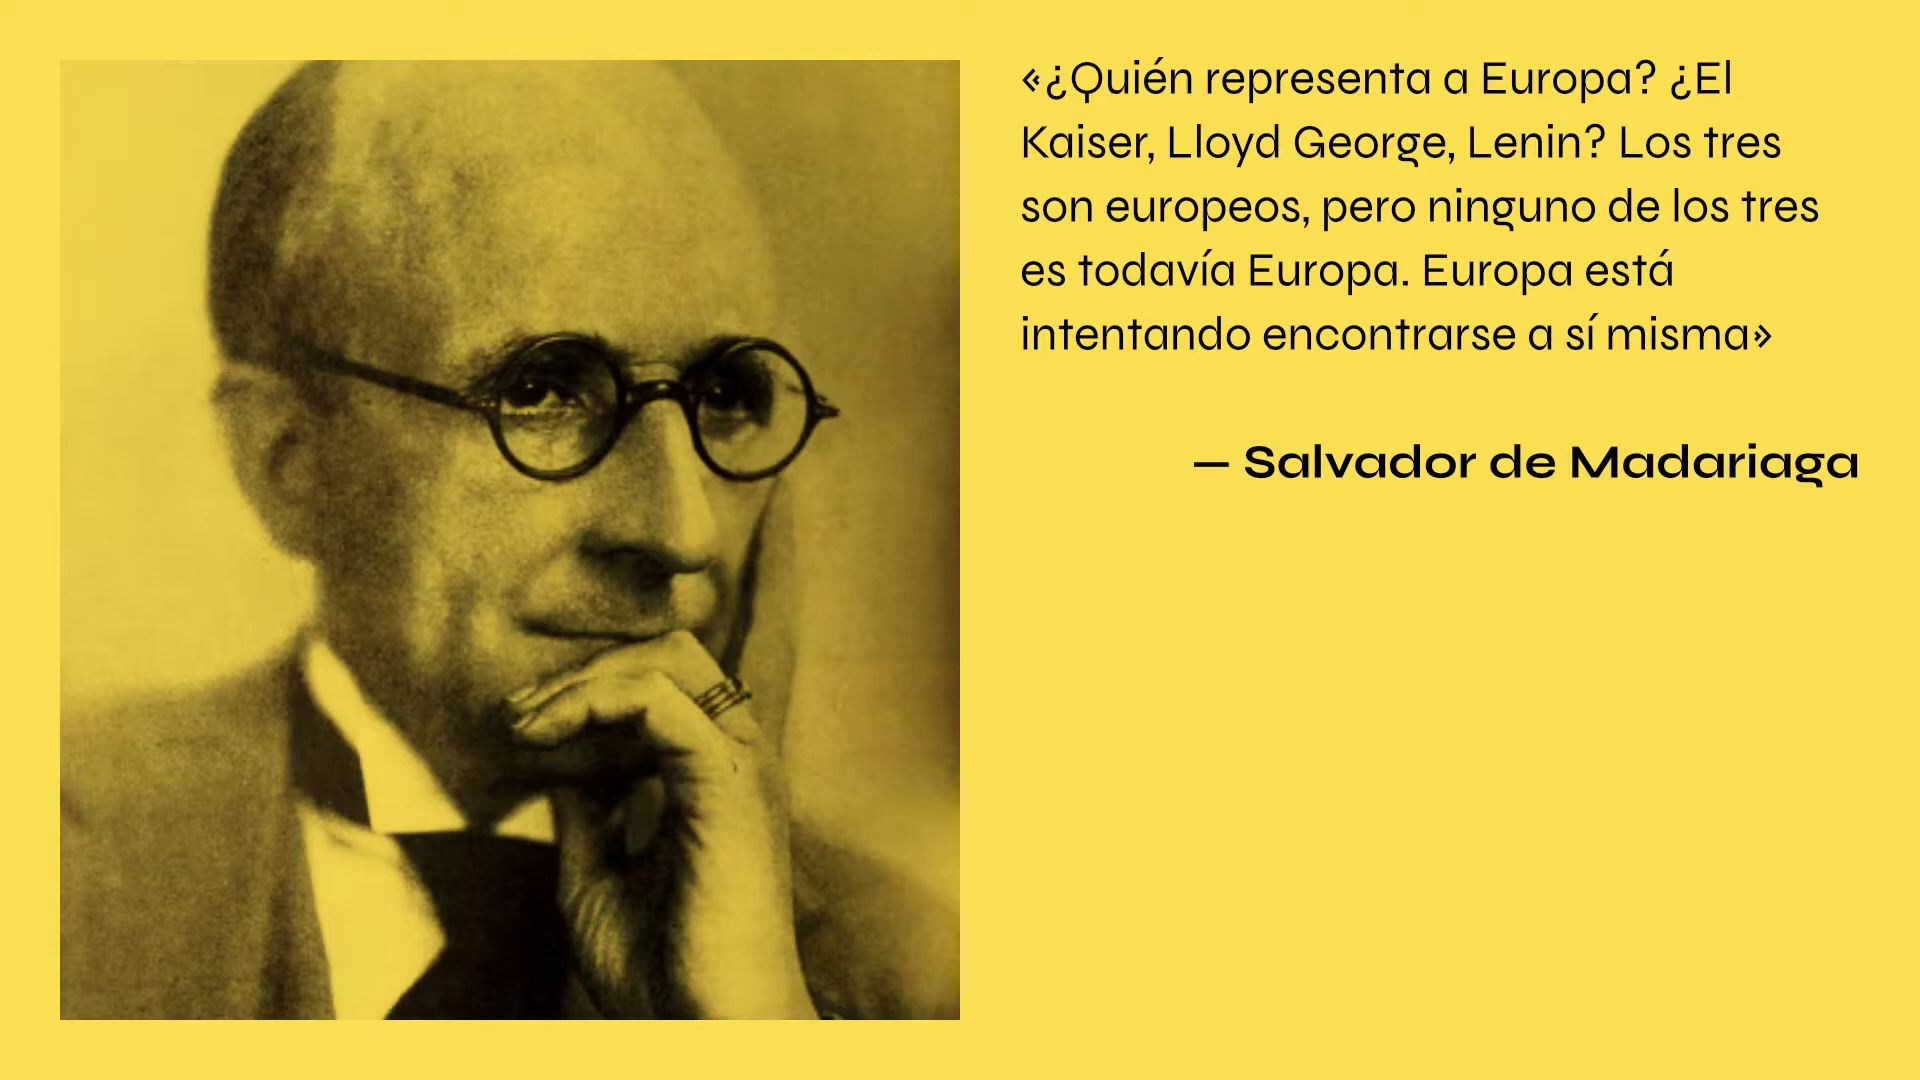 «¿Quién representa a Europa? ¿El
Kaiser, Lloyd George, Lenin? Los tres
son europeos, pero ninguno de los tres
es todavía Europa. Europa está
intentando encontrarse a sí misma»
— Salvador de Madariaga